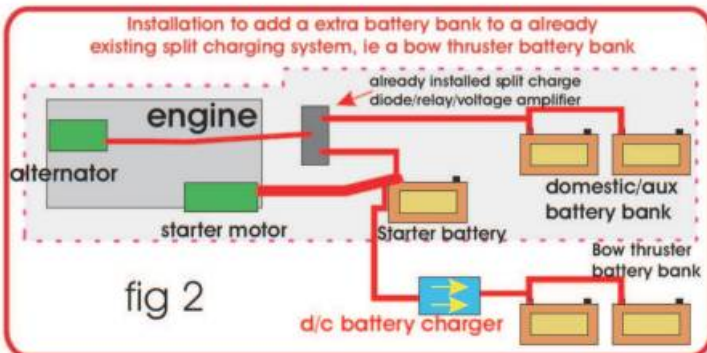 Installation to add a extra battery bank to a already
existing split charging system, ie a bow thruster battery bank
already installed split charge
diode/relay/voltage amplifier
engine
alternator
starter motor
Starter battery
domestic/aux
battery bank
Bow thruster
battery bank
fig 2
d/c battery charger